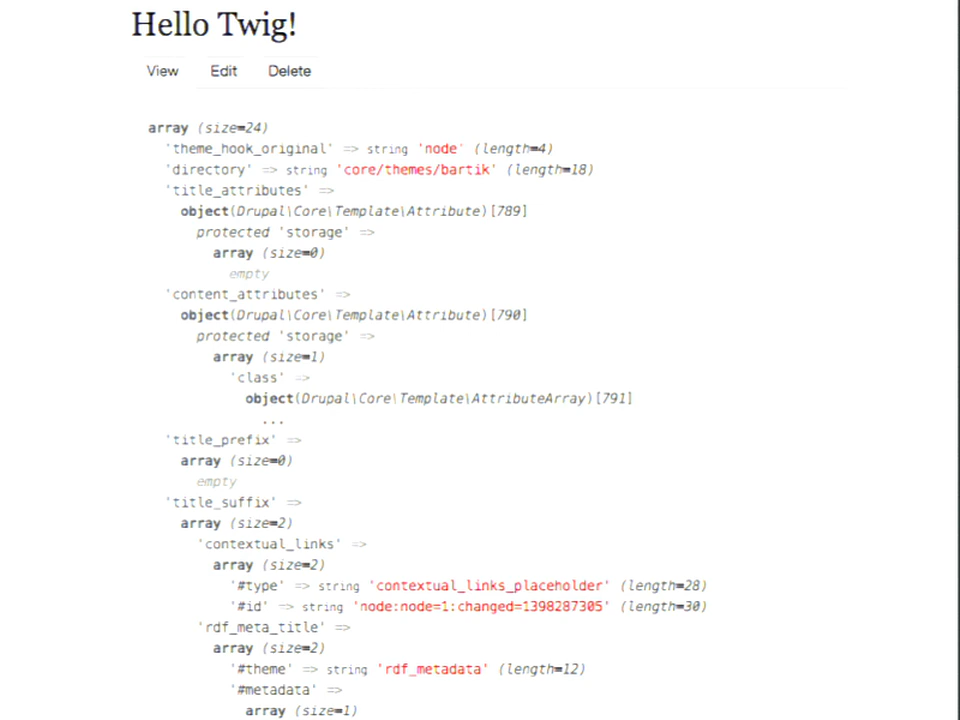 Hello Twig!
View Edit Delete
array (size=24)
'theme_hook_original' => string 'node' (length=4)
'directory' => string 'core/themes/bartik' (length=18)
'title_attributes' =>
object(Drupal\Core\Template\Attribute)[789]
protected 'storage' =>
array (size=0)
empty
'content_attributes' =>
object(Drupal\Core\Template\Attribute)[790]
protected 'storage' =>
array (size=1)
'class' =>
object(Drupal\Core\Template\AttributeArray)[791]
...
'title_prefix' =>
array (size=0)
empty
'title_suffix' =>
array (size=2)
'contextual_links' =>
array (size=2)
'#type' => string 'contextual_links_placeholder' (length=28)
'#id' => string 'node:node=1:changed=1398287305' (length=30)
'rdf_meta_title' =>
array (size=2)
'#theme' => string 'rdf_metadata' (length=12)
'#metadata' =>
array (size=1)